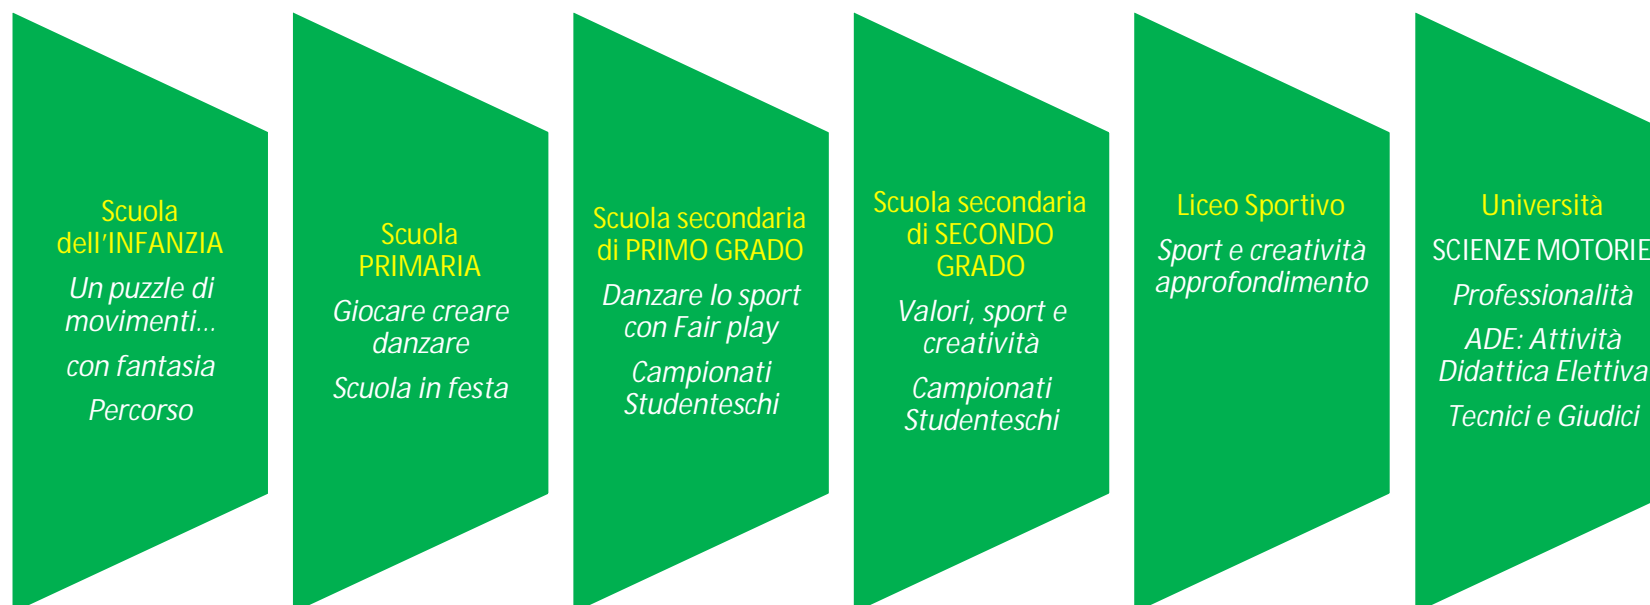 Scuola
dell'INFANZIA
Un puzzle di
movimenti...
con fantasia
Percorso
Scuola
PRIMARIA
Giocare creare
danzare
Scuola in festa
Scuola secondaria
di PRIMO GRADO
Danzare lo sport
con Fair play
Campionati
Studenteschi
Scuola secondaria
di SECONDO
GRADO
Valori, sport e
creatività
Campionati
Studenteschi
Liceo Sportivo
Sport e creatività
approfondimento
Università
SCIENZE MOTORIE
Professionalità
ADE: Attività
Didattica Elettiva
Tecnici e Giudici